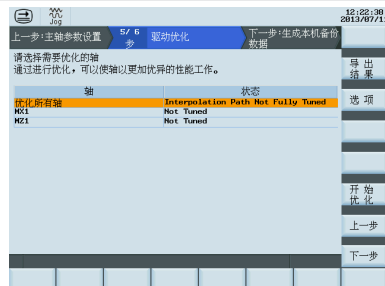 12:22:38
Jog
2013/07/11
上一步:主轴参数设置
5/ 6
步
驱动优化
下一步:生成本机备份
数据
请选择需要优化的轴
通过进行优化，可以使轴以更加优异的性能工作。
轴 状态
优化所有轴 Interpolation Path Not Fully Tuned
MX1 Not Tuned
MZ1 Not Tuned
导 出
结 果
选 项
开 始
优 化
上一步
下一步